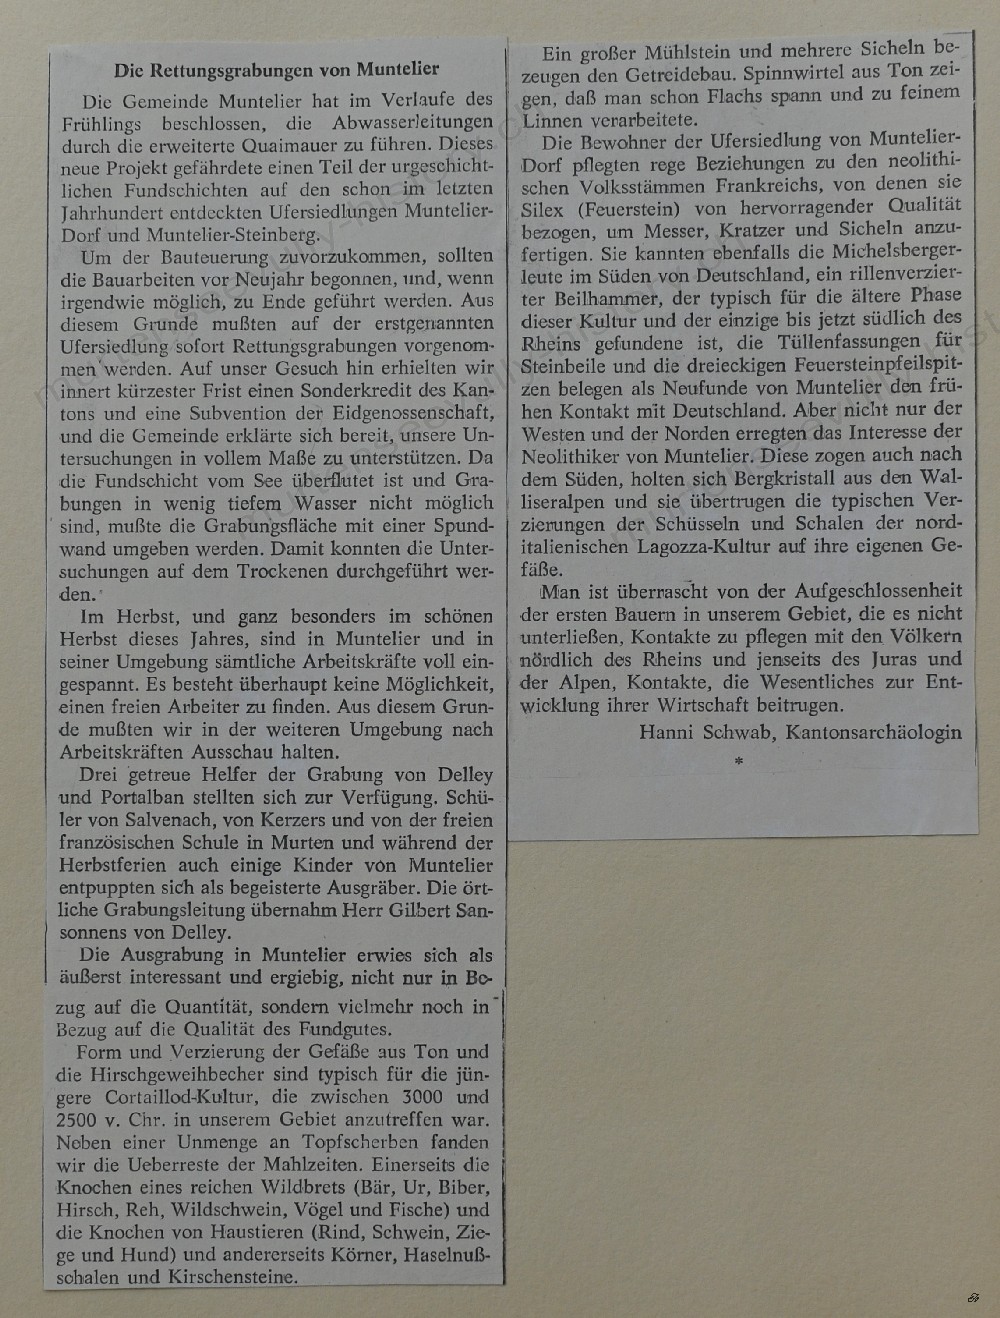 Die Rettungsgrabungen von Muntelier
Die Gemeinde Muntelier hat im Verlaufe des
Frühlings beschlossen, die Abwasserleitungen
durch die erweiterte Quaimauer zu führen. Dieses
neue Projekt gefährdete einen Teil der urgeschicht-
lichen Fundschichten auf den schon im letzten
Jahrhundert entdeckten Ufersiedlungen Muntelier-
Dorf und Muntelier-Steinberg.
Um der Bauteuerung zuvorzukommen, sollten
die Bauarbeiten vor Neujahr begonnen, und, wenn
irgendwie möglich, zu Ende geführt werden. Aus
diesem Grunde mußten auf der erstgenannten
Ufersiedlung sofort Rettungsgrabungen vorgenom-
men werden. Auf unser Gesuch hin erhielten wir
innert kürzester Frist einen Sonderkredit des Kan-
tons und eine Subvention der Eidgenossenschaft,
und die Gemeinde erklärte sich bereit, unsere Un-
tersuchungen in vollem Maße zu unterstützen. Da
die Fundschicht vom See überflutet ist und Gra-
bungen in wenig tiefem Wasser nicht möglich
sind, mußte die Grabungsfläche mit einer Spund-
wand umgeben werden. Damit konnten die Unter-
suchungen auf dem Trockenen durchgeführt wer-
den.
Im Herbst, und ganz besonders im schönen
Herbst dieses Jahres, sind in Muntelier und in
seiner Umgebung sämtliche Arbeitskräfte voll ein-
gespannt. Es besteht überhaupt keine Möglichkeit,
einen freien Arbeiter zu finden. Aus diesem Grun-
de mußten wir in der weiteren Umgebung nach
Arbeitskräften Ausschau halten.
Drei getreue Helfer der Grabung von Delley
und Portalban stellten sich zur Verfügung. Schü-
ler von Salvenach, von Kerzers und von der freien
französischen Schule in Murten und während der
Herbstferien auch einige Kinder von Muntelier
entpuppten sich als begeisterte Ausgräber. Die ört-
liche Grabungsleitung übernahm Herr Gilbert San-
sonnens von Delley.
Die Ausgrabung in Muntelier erwies sich als
äußerst interessant und ergiebig, nicht nur in Be-
zug auf die Quantität, sondern vielmehr noch in
Bezug auf die Qualität des Fundgutes.
Form und Verzierung der Gefäße aus Ton und
die Hirschgeweihbecher sind typisch für die jün-
gere Cortaillod-Kultur, die zwischen 3000 und
2500 v. Chr. in unserem Gebiet anzutreffen war.
Neben einer Unmenge an Topfscherben fanden
wir die Ueberreste der Mahlzeiten. Einerseits die
Knochen eines reichen Wildbrets (Bär, Ur, Biber,
Hirsch, Reh, Wildschwein, Vögel und Fische) und
die Knochen von Haustieren (Rind, Schwein, Zie-
ge und Hund) und andererseits Körner, Haselnuß-
schalen und Kirschensteine.
Ein großer Mühlstein und mehrere Sicheln be-
zeugen den Getreidebau. Spinnwirtel aus Ton zei-
gen, daß man schon Flachs spann und zu feinem
Linnen verarbeitete.
Die Bewohner der Ufersiedlung von Muntelier-
Dorf pflegten rege Beziehungen zu den neolithi-
schen Volksstämmen Frankreichs, von denen sie
Silex (Feuerstein) von hervorragender Qualität
bezogen, um Messer, Kratzer und Sicheln anzu-
fertigen. Sie kannten ebenfalls die Michelsberger-
leute im Süden von Deutschland, ein rillenverzier-
ter Beilhammer, der typisch für die ältere Phase
dieser Kultur und der einzige bis jetzt südlich des
Rheins gefundene ist, die Tüllenfassungen für
Steinbeile und die dreieckigen Feuersteinpfeilspit-
zen belegen als Neufunde von Muntelier den frü-
hen Kontakt mit Deutschland. Aber nicht nur der
Westen und der Norden erregten das Interesse der
Neolithiker von Muntelier. Diese zogen auch nach
dem Süden, holten sich Bergkristall aus den Wal-
liseralpen und sie übertrugen die typischen Ver-
zierungen der Schüsseln und Schalen der nord-
italienischen Lagozza-Kultur auf ihre eigenen Ge-
fäße.
Man ist überrascht von der Aufgeschlossenheit
der ersten Bauern in unserem Gebiet, die es nicht
unterließen, Kontakte zu pflegen mit den Völkern
nördlich des Rheins und jenseits des Juras und
der Alpen, Kontakte, die Wesentliches zur Ent-
wicklung ihrer Wirtschaft beitrugen.
Hanni Schwab, Kantonsarchäologin
*